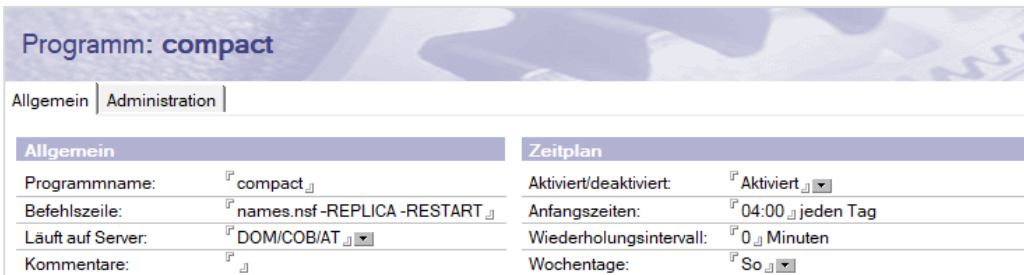 Programm: compact
Allgemein Administration
Allgemein Zeitplan
Programmname: compact Aktiviert/deaktiviert: Aktiviert
Befehlszeile: names.nsf -REPLICA -RESTART Anfangszeiten: 04:00 jeden Tag
Läuft auf Server: DOM/COB/AT Wiederholungsintervall: 0 Minuten
Kommentare: Wochentage: So